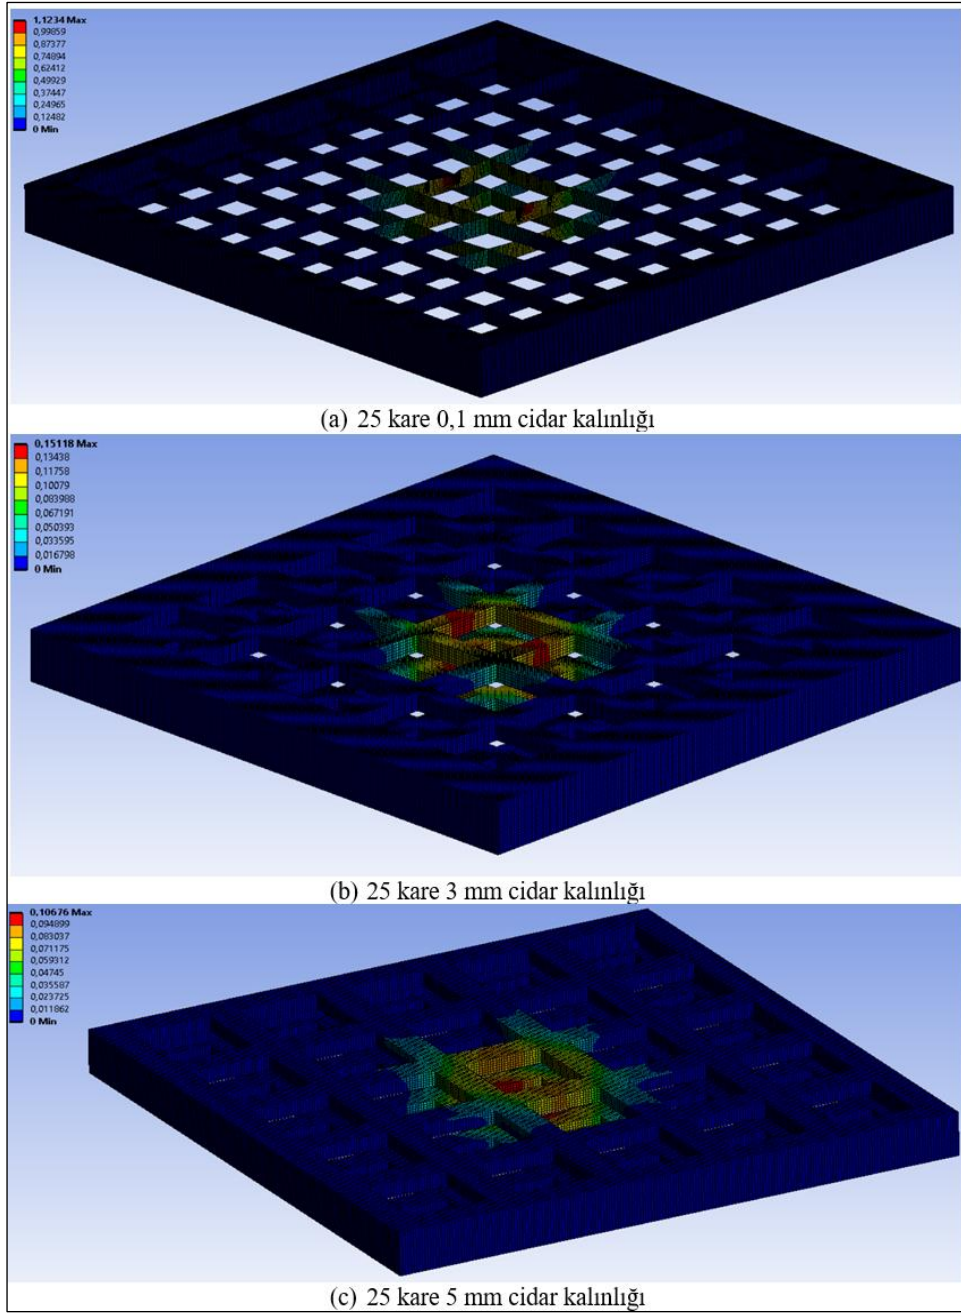 1,1234 Max
0,99859
0,87377
0,74894
0,62412
0,49929
0,37447
0,24965
0,12482
0 Min
(a) 25 kare 0,1 mm cidar kalınlığı
0,15118 Max
0,13438
0,11758
0,10079
0,083988
0,067191
0,050393
0,033595
0,016798
0 Min
(b) 25 kare 3 mm cidar kalınlığı
0,10676 Max
0,094899
0,083037
0,071175
0,059312
0,04745
0,035587
0,023725
0,011862
0 Min
(c) 25 kare 5 mm cidar kalınlığı